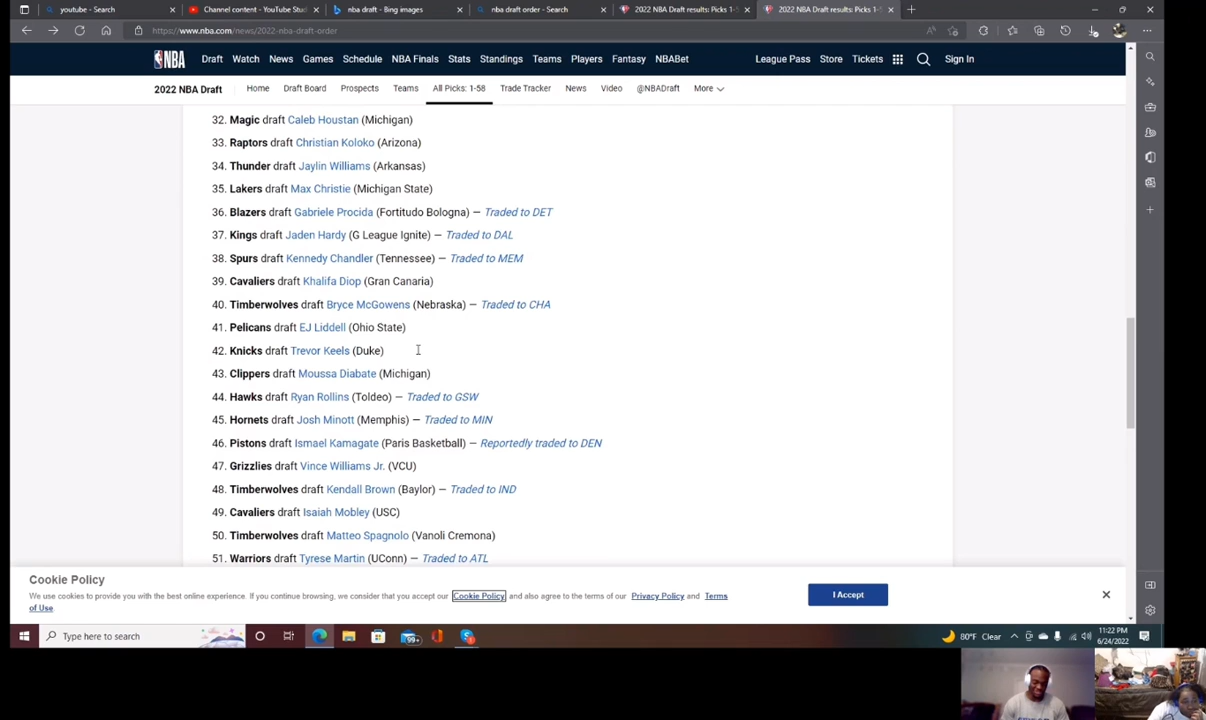 youtube - Search
Channel content - YouTube Stud
nba draft - Bing images
nba draft order - Search
2022 NBA Draft results: Picks 1-5
2022 NBA Draft results: Picks 1-5
https://www.nba.com/news/2022-nba-draft-order
NBA Draft Watch News Games Schedule NBA Finals Stats Standings Teams Players Fantasy NBABet League Pass Store Tickets Sign In
2022 NBA Draft Home Draft Board Prospects Teams All Picks: 1-58 Trade Tracker News Video @NBADraft More
32. Magic draft Caleb Houstan (Michigan)
33. Raptors draft Christian Koloko (Arizona)
34. Thunder draft Jaylin Williams (Arkansas)
35. Lakers draft Max Christie (Michigan State)
36. Blazers draft Gabriele Procida (Fortitudo Bologna) — Traded to DET
37. Kings draft Jaden Hardy (G League Ignite) — Traded to DAL
38. Spurs draft Kennedy Chandler (Tennessee) — Traded to MEM
39. Cavaliers draft Khalifa Diop (Gran Canaria)
40. Timberwolves draft Bryce McGowens (Nebraska) — Traded to CHA
41. Pelicans draft EJ Liddell (Ohio State)
42. Knicks draft Trevor Keels (Duke)
43. Clippers draft Moussa Diabate (Michigan)
44. Hawks draft Ryan Rollins (Toldeo) — Traded to GSW
45. Hornets draft Josh Minott (Memphis) — Traded to MIN
46. Pistons draft Ismael Kamagate (Paris Basketball) — Reportedly traded to DEN
47. Grizzlies draft Vince Williams Jr. (VCU)
48. Timberwolves draft Kendall Brown (Baylor) — Traded to IND
49. Cavaliers draft Isaiah Mobley (USC)
50. Timberwolves draft Matteo Spagnolo (Vanoli Cremona)
51. Warriors draft Tyrese Martin (UConn) — Traded to ATL
Cookie Policy
We use cookies to provide you with the best online experience. If you continue browsing, we consider that you accept our Cookie Policy, and also agree to the terms of our Privacy Policy and Terms
of Use.
I Accept
Type here to search
99+
80°F Clear
11:22 PM
6/24/2022